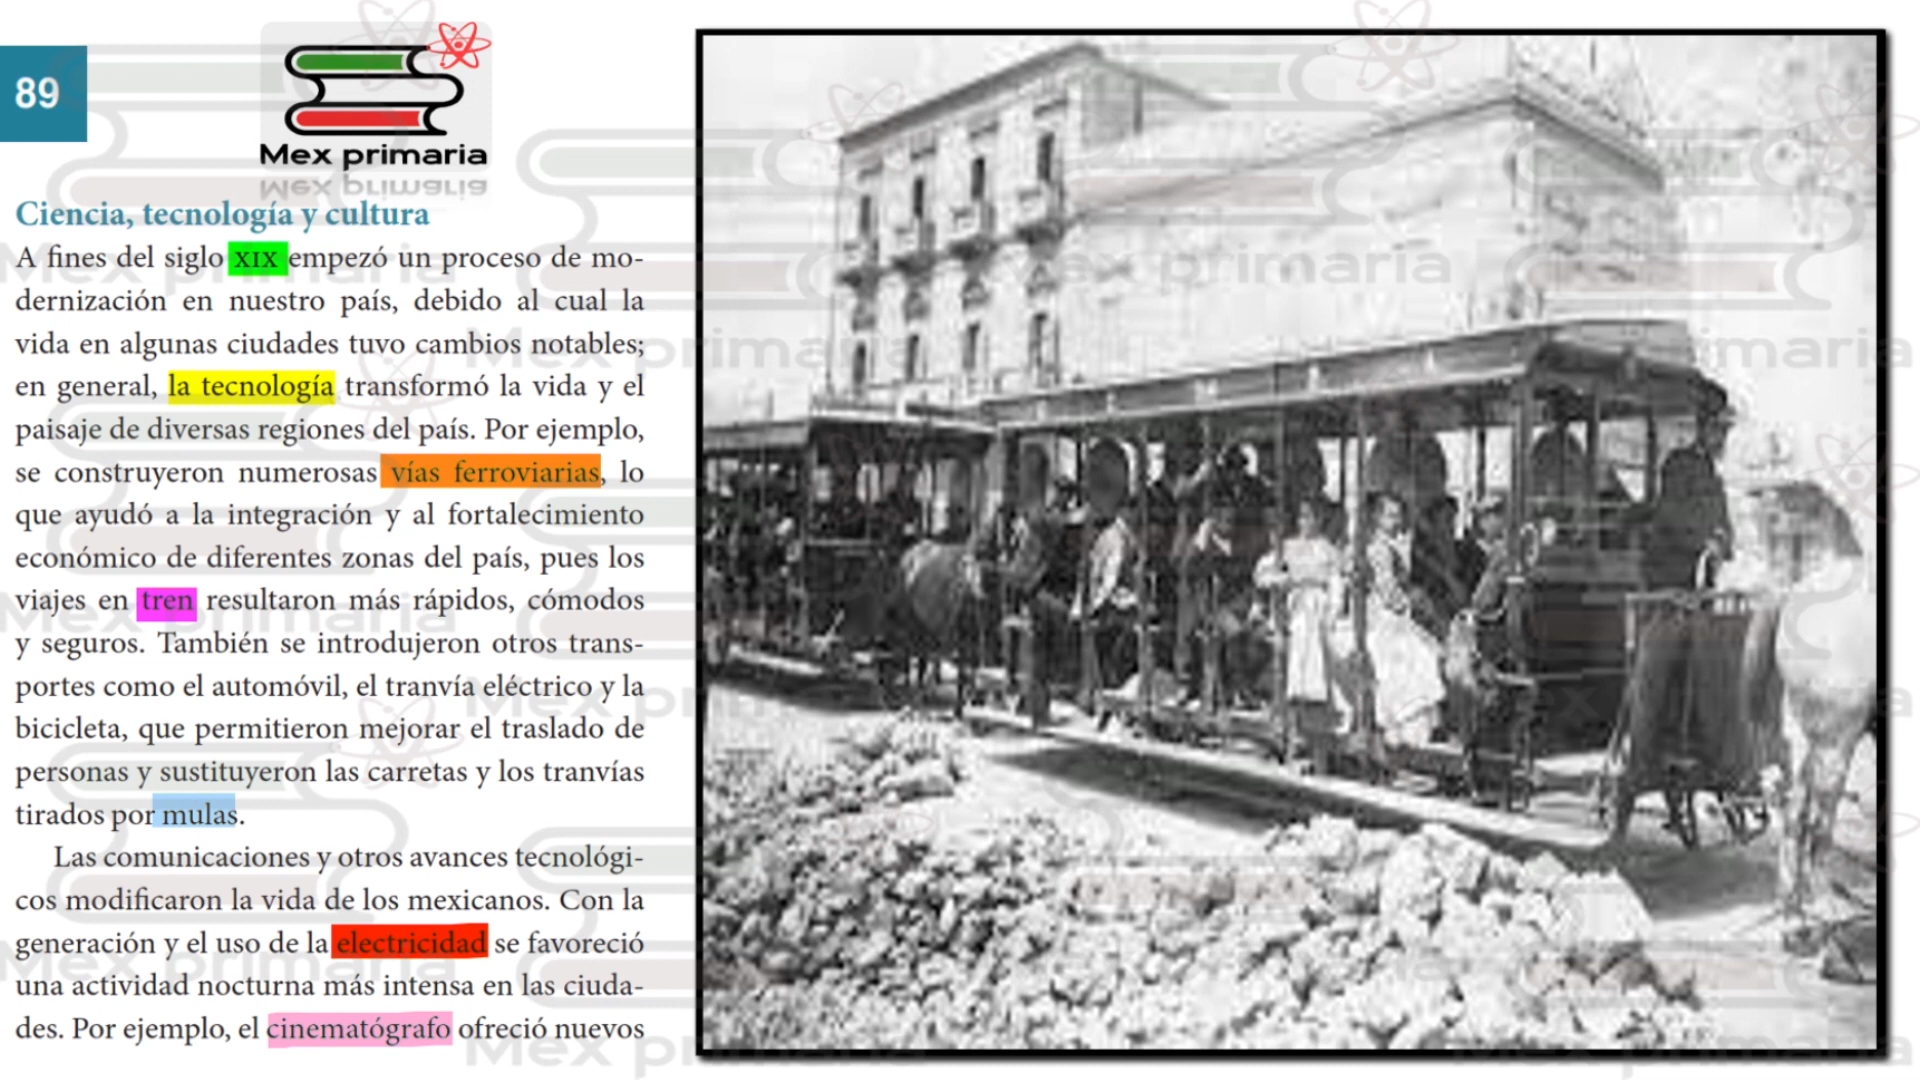 89
Mex primaria
Ciencia, tecnología y cultura
A fines del siglo XIX empezó un proceso de mo-
dernización en nuestro país, debido al cual la
vida en algunas ciudades tuvo cambios notables;
en general, la tecnología transformó la vida y el
paisaje de diversas regiones del país. Por ejemplo,
se construyeron numerosas vías ferroviarias, lo
que ayudó a la integración y al fortalecimiento
económico de diferentes zonas del país, pues los
viajes en tren resultaron más rápidos, cómodos
y seguros. También se introdujeron otros trans-
portes como el automóvil, el tranvía eléctrico y la
bicicleta, que permitieron mejorar el traslado de
personas y sustituyeron las carretas y los tranvías
tirados por mulas.
Las comunicaciones y otros avances tecnológi-
cos modificaron la vida de los mexicanos. Con la
generación y el uso de la electricidad se favoreció
una actividad nocturna más intensa en las ciuda-
des. Por ejemplo, el cinematógrafo ofreció nuevos